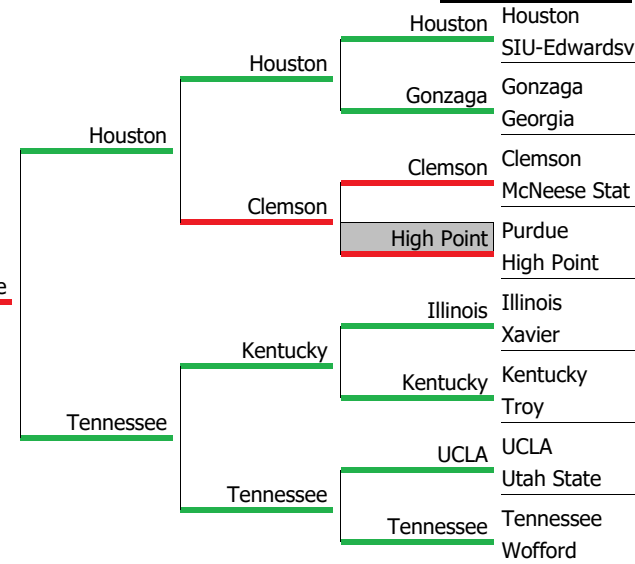 Houston
SIU-Edwardsv
Houston
Gonzaga
Georgia
Gonzaga
Houston
Clemson
McNeese Stat
Clemson
Purdue
High Point
High Point
Clemson
Houston
Illinois
Xavier
Illinois
Kentucky
Troy
Kentucky
Kentucky
UCLA
Utah State
UCLA
Tennessee
Wofford
Tennessee
Tennessee
Tennessee
e